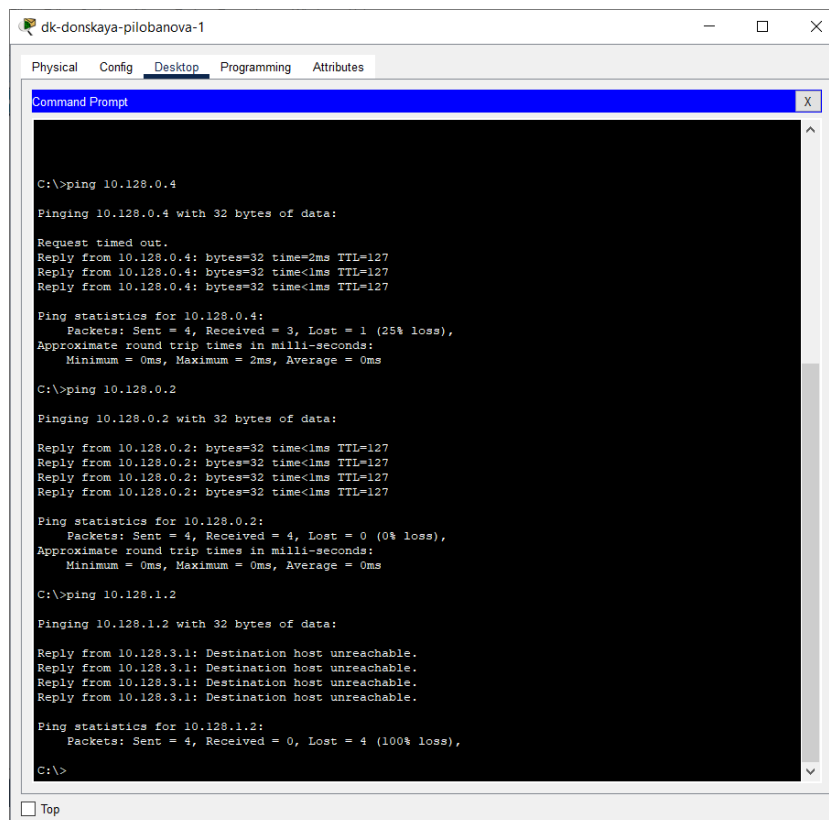 dk-donskaya-pilobanova-1
Physical Config Desktop Programming Attributes
Command Prompt
X
C:\>ping 10.128.0.4
Pinging 10.128.0.4 with 32 bytes of data:
Request timed out.
Reply from 10.128.0.4: bytes=32 time=2ms TTL=127
Reply from 10.128.0.4: bytes=32 time<1ms TTL=127
Reply from 10.128.0.4: bytes=32 time<1ms TTL=127
Ping statistics for 10.128.0.4:
Packets: Sent = 4, Received = 3, Lost = 1 (25% loss),
Approximate round trip times in milli-seconds:
Minimum = 0ms, Maximum = 2ms, Average = 0ms
C:\>ping 10.128.0.2
Pinging 10.128.0.2 with 32 bytes of data:
Reply from 10.128.0.2: bytes=32 time<1ms TTL=127
Reply from 10.128.0.2: bytes=32 time<1ms TTL=127
Reply from 10.128.0.2: bytes=32 time<1ms TTL=127
Reply from 10.128.0.2: bytes=32 time<1ms TTL=127
Ping statistics for 10.128.0.2:
Packets: Sent = 4, Received = 4, Lost = 0 (0% loss),
Approximate round trip times in milli-seconds:
Minimum = 0ms, Maximum = 0ms, Average = 0ms
C:\>ping 10.128.1.2
Pinging 10.128.1.2 with 32 bytes of data:
Reply from 10.128.3.1: Destination host unreachable.
Reply from 10.128.3.1: Destination host unreachable.
Reply from 10.128.3.1: Destination host unreachable.
Reply from 10.128.3.1: Destination host unreachable.
Ping statistics for 10.128.1.2:
Packets: Sent = 4, Received = 0, Lost = 4 (100% loss),
C:\>
Top